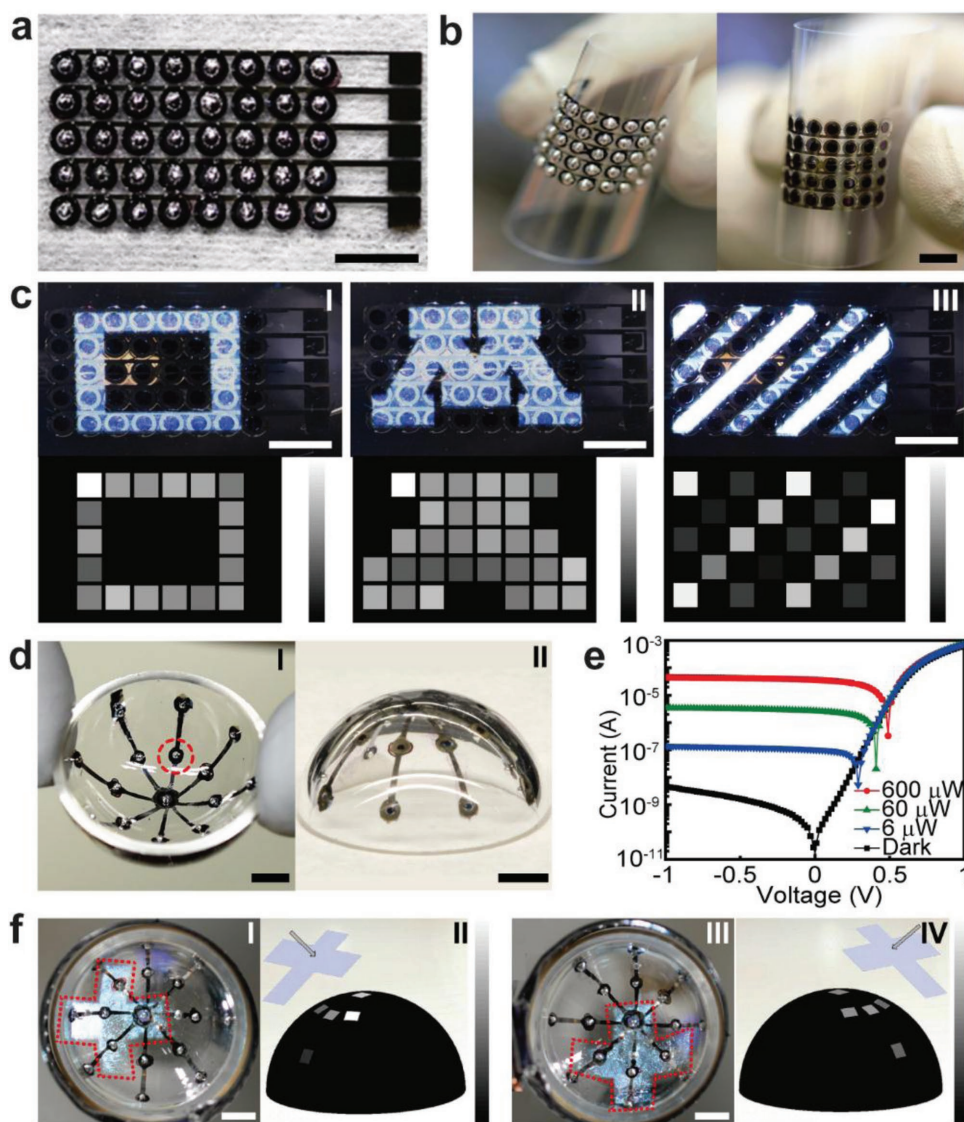 a
b
c
I
II
III
d
I
II
e
10⁻³
10⁻⁵
10⁻⁷
10⁻⁹
10⁻¹¹
Current (A)
600 μW
60 μW
6 μW
Dark
-1
-0.5
0
0.5
1
Voltage (V)
f
I
II
III
IV